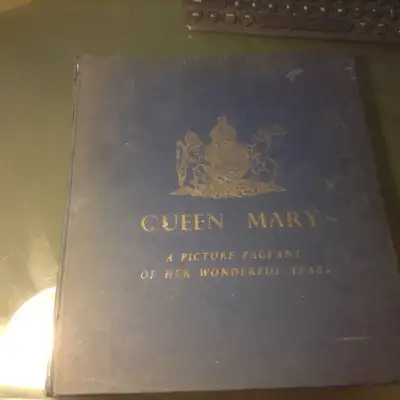 QUEEN MARY
A PICTURE PAGEANT
OF HER WONDERFUL YEARS